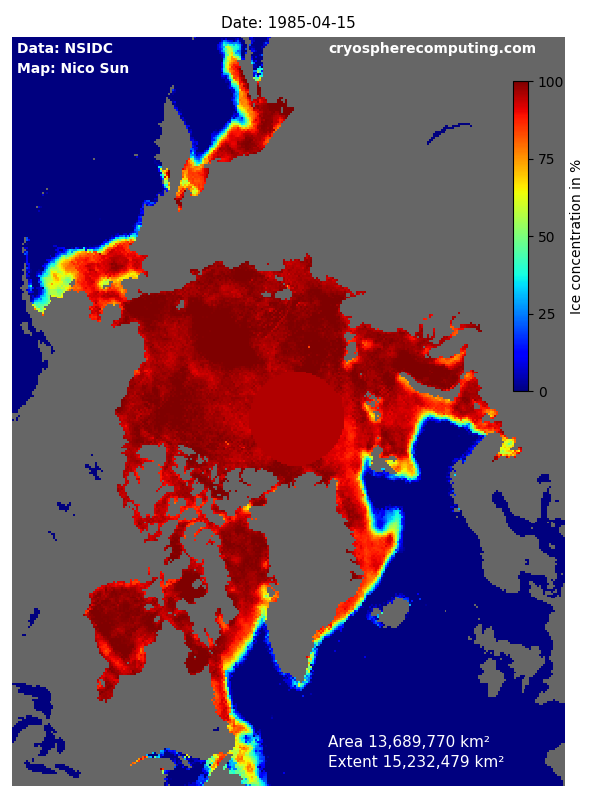 Date: 1985-04-15
Data: NSIDC
Map: Nico Sun
cryospherecomputing.com
100
75
50
25
0
Ice concentration in %
Area 13,689,770 km²
Extent 15,232,479 km²